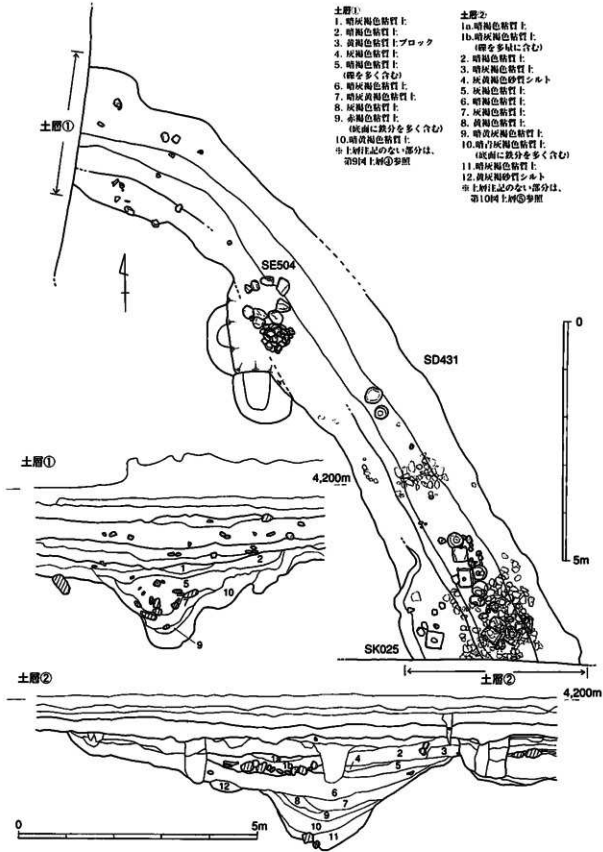 土層①
1. 暗灰褐色粘質土
2. 暗褐色粘質土
3. 黄褐色粘質土ブロック
4. 灰褐色粘質土
5. 暗褐色粘質土
(礫を多く含む)
6. 暗灰褐色粘質土
7. 暗灰黄褐色粘質土
8. 灰褐色粘質土
9. 赤褐色粘質土
(底面に鉄分を多く含む)
10. 暗黄褐色粘質土
※土層注記のない部分は、
第9図土層④参照
土層②
1a. 暗褐色粘質土
1b. 暗灰褐色粘質土
(礫を多量に含む)
2. 暗褐色粘質土
3. 暗灰褐色粘質土
4. 灰黄褐色砂質シルト
5. 灰褐色粘質土
6. 暗褐色粘質土
7. 灰褐色粘質土
8. 黄褐色粘質土
9. 暗黄灰褐色粘質土
10. 暗青灰褐色粘質土
(底面に鉄分を多く含む)
11. 暗灰褐色粘質土
12. 黄灰褐砂質シルト
※土層注記のない部分は、
第10図土層⑤参照
土層①
SE504
0
SD431
土層①
4,200m
5m
1
2
5
7
10
9
SK025
土層②
土層②
4,200m
1a
1b
4
2
3
5
6
7
8
9
10
11
12
0
5m